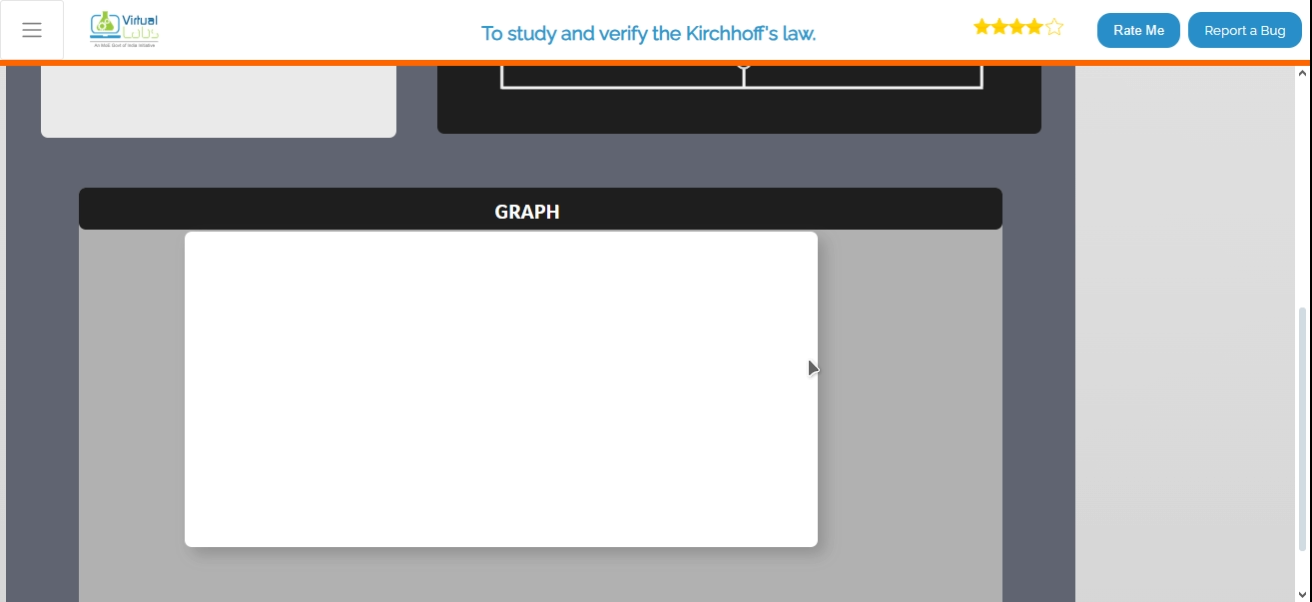 Virtual
Labs
An MoE Govt of India Initiative
To study and verify the Kirchhoff's law.
Rate Me
Report a Bug
GRAPH